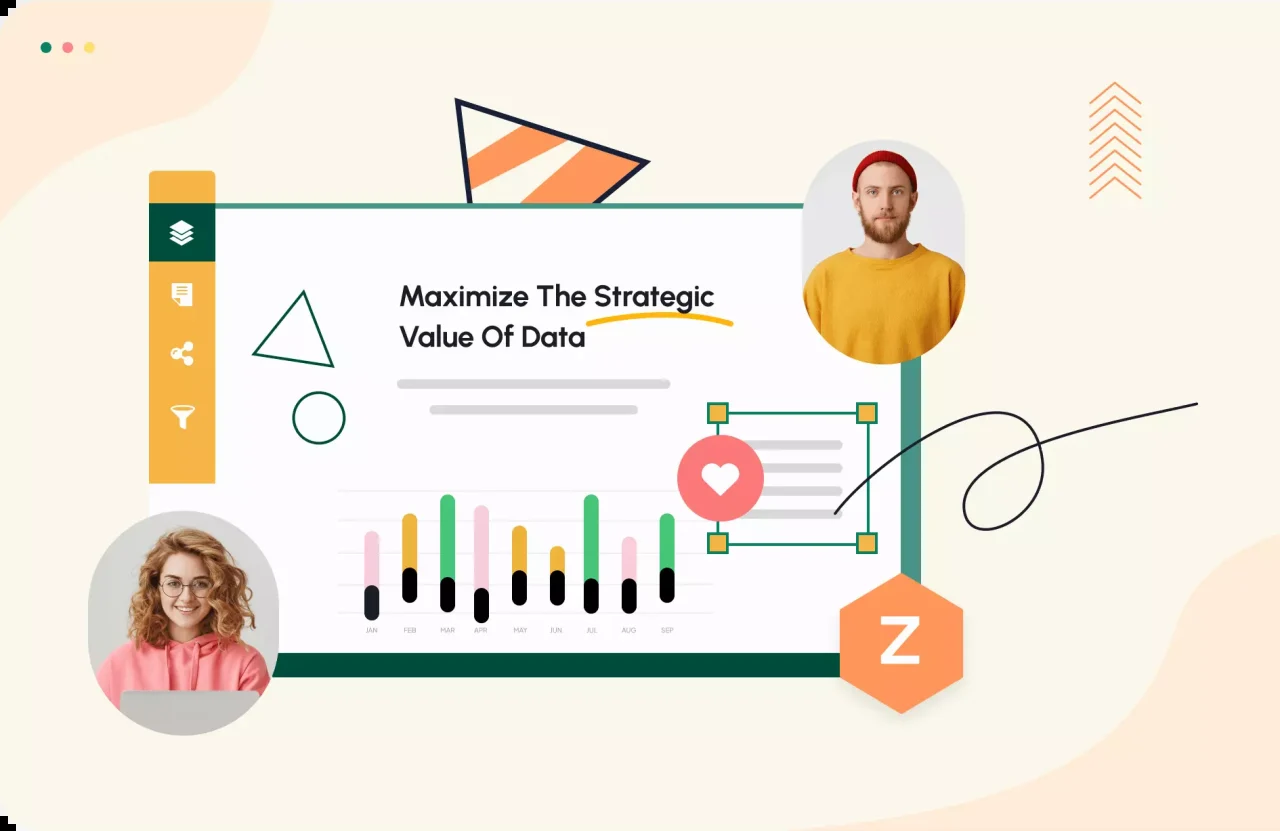 Maximize The Strategic
Value Of Data
JAN FEB MAR APR MAY JUN JUL AUG SEP
Z